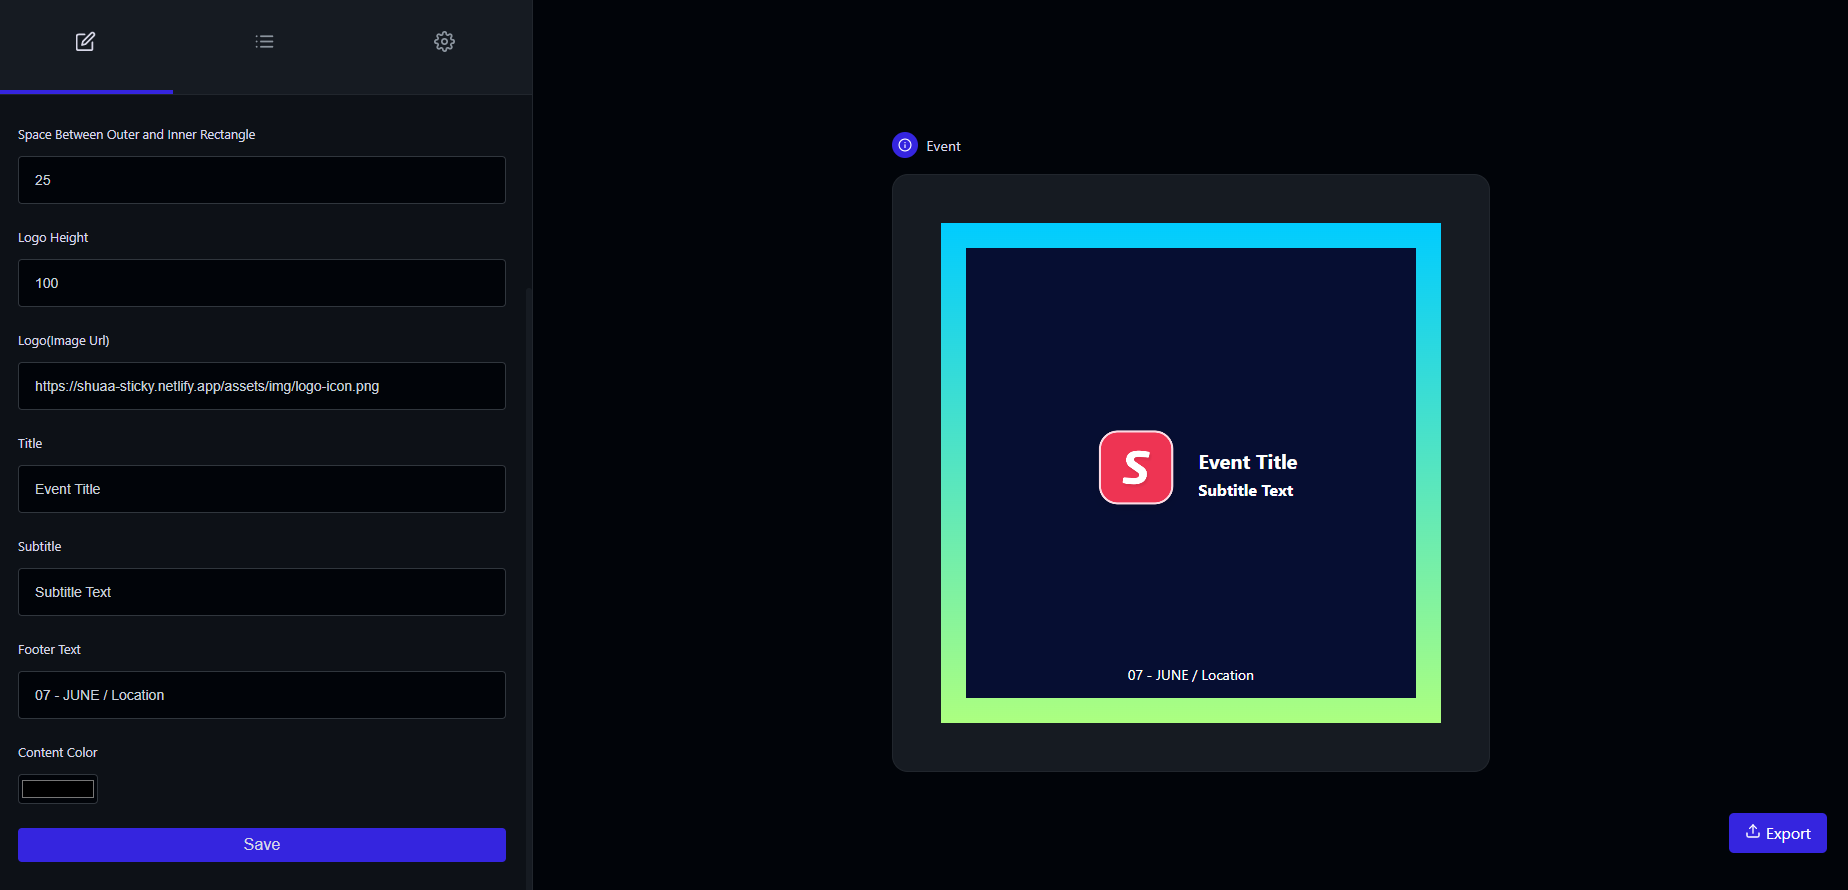 Space Between Outer and Inner Rectangle
25
Logo Height
100
Logo(Image Url)
https://shuaa-sticky.netlify.app/assets/img/logo-icon.png
Title
Event Title
Subtitle
Subtitle Text
Footer Text
07 - JUNE / Location
Content Color
Save
Event
S
Event Title
Subtitle Text
07 - JUNE / Location
Export